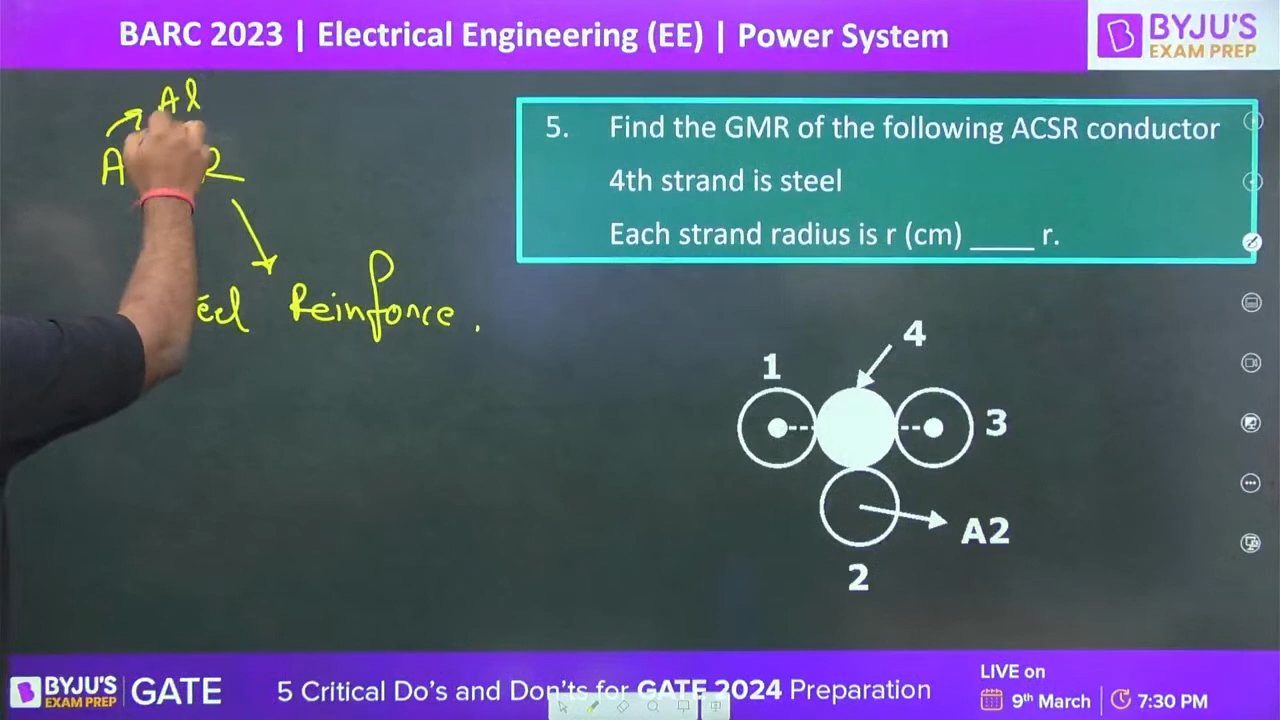 BARC 2023 | Electrical Engineering (EE) | Power System
BYJU'S
EXAM PREP
Al
A
R
Reinforce.
5. Find the GMR of the following ACSR conductor
4th strand is steel
Each strand radius is r (cm) ____ r.
4
1
3
A2
2
BYJU'S
EXAM PREP
GATE
5 Critical Do's and Don'ts for GATE 2024 Preparation
LIVE on
9th March
7:30 PM